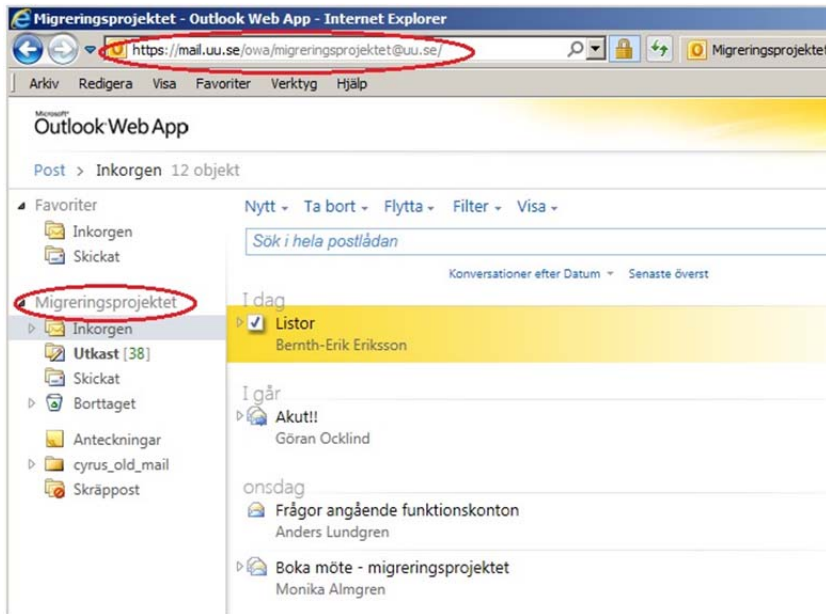 Migreringsprojektet - Outlook Web App - Internet Explorer
https://mail.uu.se/owa/migreringsprojektet@uu.se/
Migreringsprojektet
Arkiv Redigera Visa Favoriter Verktyg Hjälp
Microsoft
Outlook Web App
Post > Inkorgen 12 objekt
Favoriter
Inkorgen
Skickat
Migreringsprojektet
Inkorgen
Utkast [38]
Skickat
Borttaget
Anteckningar
cyrus_old_mail
Skräppost
Nytt Ta bort Flytta Filter Visa
Sök i hela postlådan
Konversationer efter Datum Senaste överst
I dag
Listor
Bernth-Erik Eriksson
I går
Akut!!
Göran Ocklind
onsdag
Frågor angående funktionskonton
Anders Lundgren
Boka möte - migreringsprojektet
Monika Almgren